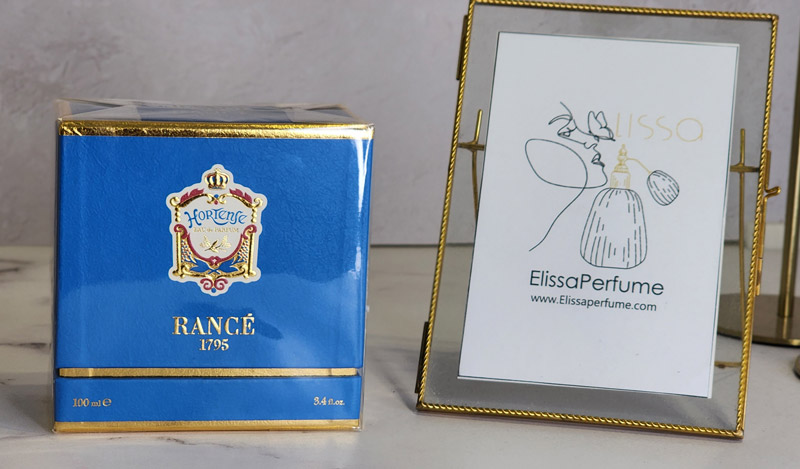 HORTENSE
EAU de PARFUM
RANCÉ
1795
100 ml ℮
3.4 fl.oz.
Elissa
ElissaPerfume
www.Elissaperfume.com